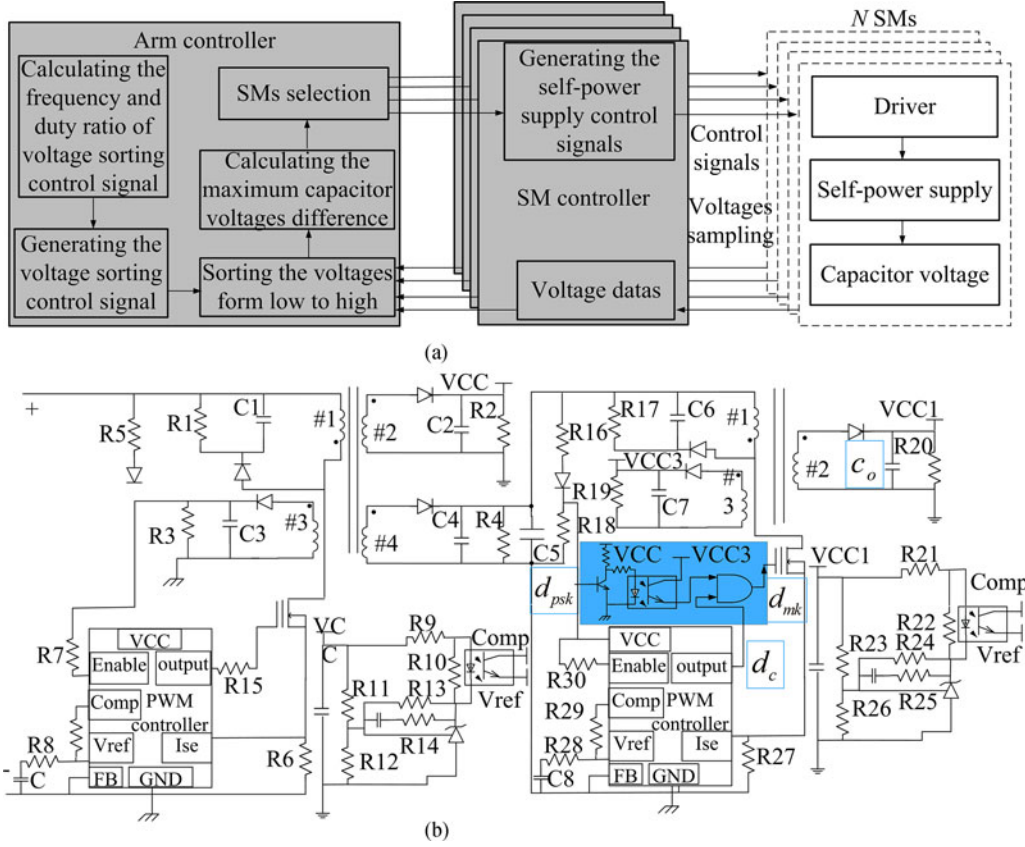 Arm controller
Calculating the
frequency and
duty ratio of
voltage sorting
control signal
Generating the
voltage sorting
control signal
SMs selection
Calculating the
maximum capacitor
voltages difference
Sorting the voltages
form low to high
Generating the
self-power
supply control
signals
SM controller
Voltage datas
Control
signals
Voltages
sampling
N SMs
Driver
Self-power supply
Capacitor voltage
(a)
+
R5
R1
C1
#1
#2
VCC
C2
R2
R3
C3
#3
#4
C4
R4
C5
R7
VCC
Enable
output
Comp
PWM
controller
Vref
Ise
FB
GND
R8
C
-
R15
R6
VC
C
R9
R10
R11
R13
R14
R12
Comp
Vref
R16
R17
C6
#1
VCC3
R19
C7
#
3
R18
#2
VCC1
c_o
R20
d_psk
VCC
VCC3
d_mk
d_c
VCC
Enable
output
Comp
PWM
controller
Vref
Ise
FB
GND
R30
R29
R28
C8
R27
VCC1
R21
R22
R23
R24
R25
R26
Comp
Vref
(b)